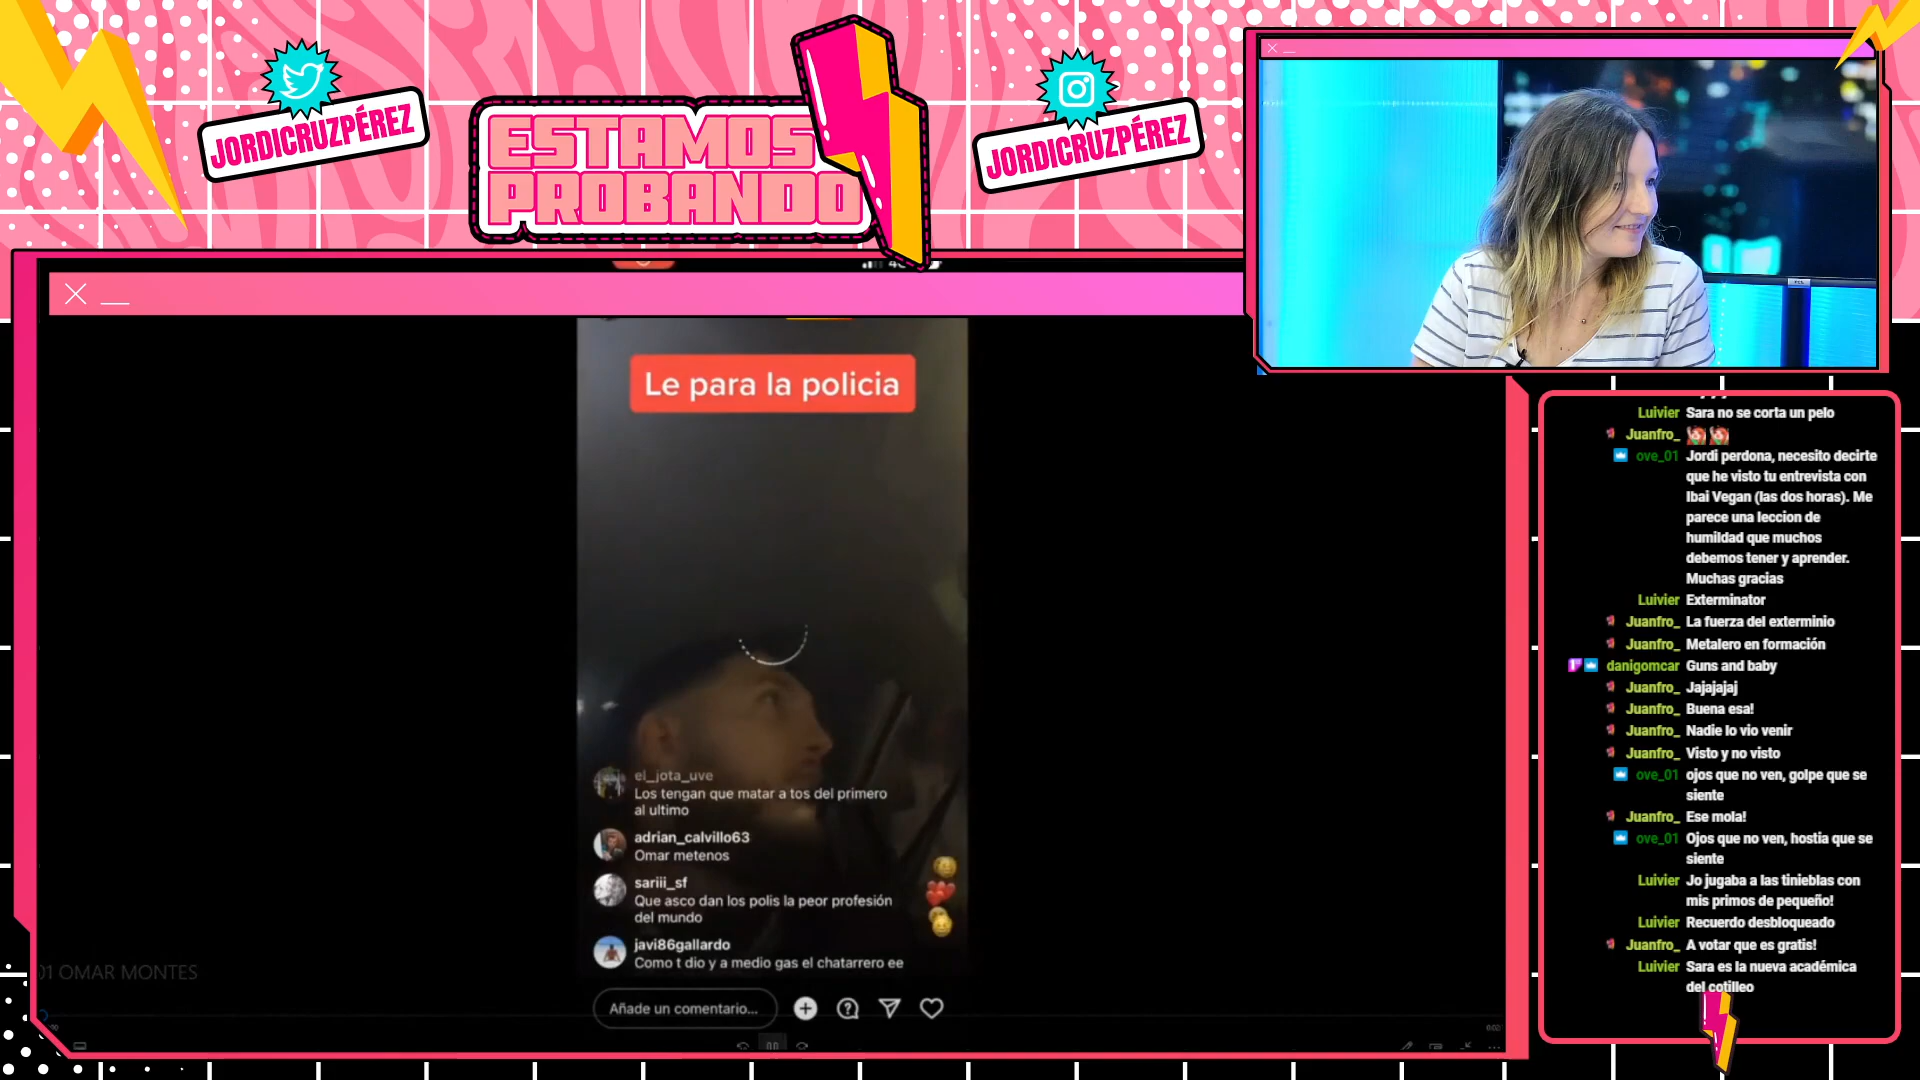 JORDICRUZPÉREZ
ESTAMOS
PROBANDO
JORDICRUZPÉREZ
Le para la policia
el_jota_uve
Los tengan que matar a tos del primero
al ultimo
adrian_calvillo63
Omar metenos
sariii_sf
Que asco dan los polis la peor profesión
del mundo
javi86gallardo
Como t dio y a medio gas el chatarrero ee
Añade un comentario...
01 OMAR MONTES
Luivier Sara no se corta un pelo
Juanfro_
ove_01 Jordi perdona, necesito decirte
que he visto tu entrevista con
Ibai Vegan (las dos horas). Me
parece una leccion de
humildad que muchos
debemos tener y aprender.
Muchas gracias
Luivier Exterminator
Juanfro_ La fuerza del exterminio
Juanfro_ Metalero en formación
danigomcar Guns and baby
Juanfro_ Jajajajaj
Juanfro_ Buena esa!
Juanfro_ Nadie lo vio venir
Juanfro_ Visto y no visto
ove_01 ojos que no ven, golpe que se
siente
Juanfro_ Ese mola!
ove_01 Ojos que no ven, hostia que se
siente
Luivier Jo jugaba a las tinieblas con
mis primos de pequeño!
Luivier Recuerdo desbloqueado
Juanfro_ A votar que es gratis!
Luivier Sara es la nueva académica
del cotilleo